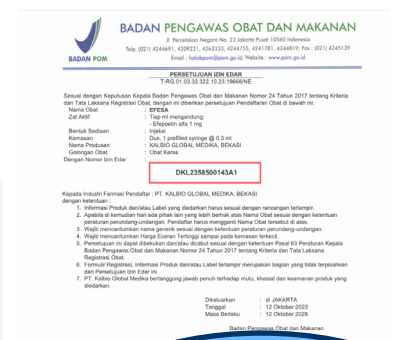 BADAN PENGAWAS OBAT DAN MAKANAN
Jl. Percetakan Negara No. 23 Jakarta Pusat 10560 Indonesia
Telp. (021) 4244691, 4209221, 4263333, 4244755, 4241781, 4244819; Fax : (021) 4245139
Email : halobpom@pom.go.id, Website : www.pom.go.id
BADAN POM
PERSETUJUAN IZIN EDAR
T-RG.01.03.32.322.10.23.19668/NE
Sesuai dengan Keputusan Kepala Badan Pengawas Obat dan Makanan Nomor 24 Tahun 2017 tentang Kriteria
dan Tata Laksana Registrasi Obat, dengan ini diberikan persetujuan Pendaftaran Obat di bawah ini:
Nama Obat : EFESA
Zat Aktif : Tiap ml mengandung:
- Efepoetin alfa 1 mg
Bentuk Sediaan : Injeksi
Kemasan : Dus, 1 prefilled syringe @ 0.3 ml
Nama Produsen : KALBIO GLOBAL MEDIKA, BEKASI
Golongan Obat : Obat Keras
Dengan Nomor Izin Edar :
DKL2358500143A1
Kepada Industri Farmasi Pendaftar : PT. KALBIO GLOBAL MEDIKA, BEKASI
dengan ketentuan :
1. Informasi Produk dan/atau Label yang diedarkan harus sesuai dengan rancangan terlampir.
2. Apabila di kemudian hari ada pihak lain yang lebih berhak atas Nama Obat sesuai dengan ketentuan
peraturan perundang-undangan, Pendaftar harus mengganti Nama Obat tersebut di atas.
3. Wajib mencantumkan nama generik sesuai dengan ketentuan peraturan perundang-undangan.
4. Wajib mencantumkan Harga Eceran Tertinggi sampai pada kemasan terkecil.
5. Persetujuan ini dapat dibekukan dan/atau dicabut sesuai dengan ketentuan Pasal 63 Peraturan Kepala
Badan Pengawas Obat dan Makanan Nomor 24 Tahun 2017 tentang Kriteria dan Tata Laksana
Registrasi Obat.
6. Formulir Registrasi, Informasi Produk dan/atau Label terlampir merupakan bagian yang tidak terpisahkan
dari Persetujuan Izin Edar ini.
7. PT. Kalbio Global Medika bertanggung jawab penuh terhadap mutu, khasiat dan keamanan produk yang
diedarkan.
Dikeluarkan : di JAKARTA
Tanggal : 12 Oktober 2023
Masa Berlaku : 12 Oktober 2028
Badan Pengawas Obat dan Makanan